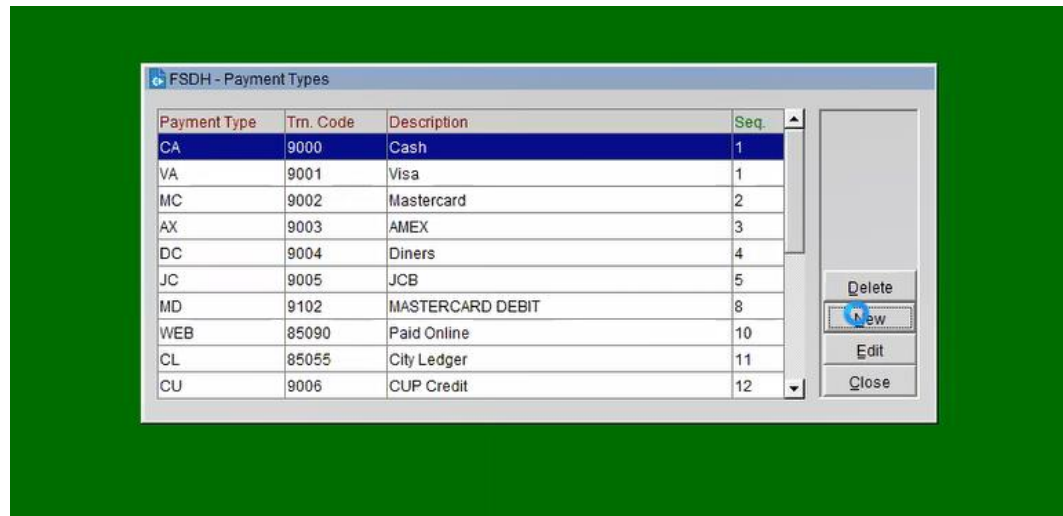 FSDH - Payment Types
Payment Type Trn. Code Description Seq.
CA 9000 Cash 1
VA 9001 Visa 1
MC 9002 Mastercard 2
AX 9003 AMEX 3
DC 9004 Diners 4
JC 9005 JCB 5
MD 9102 MASTERCARD DEBIT 8
WEB 85090 Paid Online 10
CL 85055 City Ledger 11
CU 9006 CUP Credit 12
Delete
New
Edit
Close